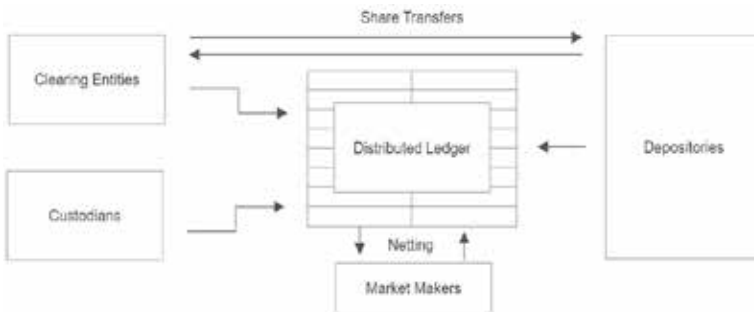 Share Transfers
Clearing Entities
Distributed Ledger
Depositories
Custodians
Netting
Market Makers